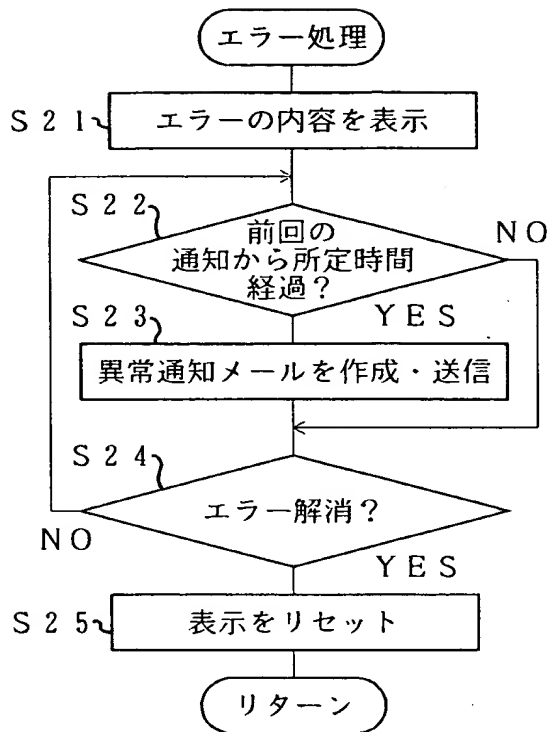 エラー処理
S21
エラーの内容を表示
S22
前回の
通知から所定時間
経過?
NO
YES
S23
異常通知メールを作成・送信
S24
エラー解消?
NO
YES
S25
表示をリセット
リターン